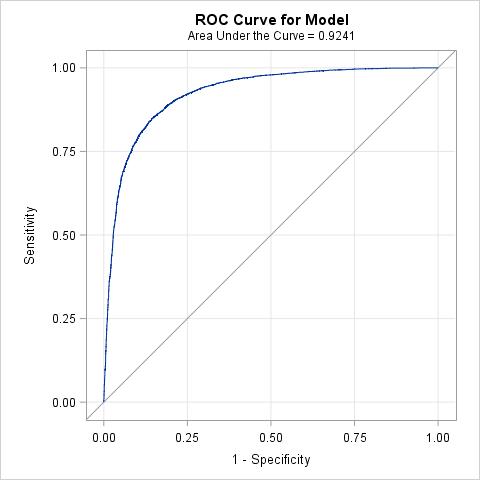 ROC Curve for Model
Area Under the Curve = 0.9241
1.00
0.75
0.50
0.25
0.00
Sensitivity
0.00 0.25 0.50 0.75 1.00
1 - Specificity